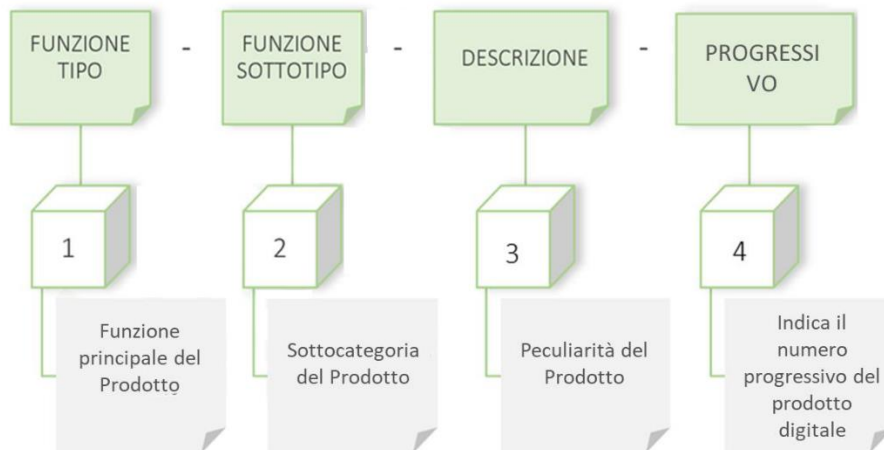 FUNZIONE
TIPO
-
FUNZIONE
SOTTOTIPO
-
DESCRIZIONE
-
PROGRESSI
VO
1
2
3
4
Funzione
principale del
Prodotto
Sottocategoria
del Prodotto
Peculiarità del
Prodotto
Indica il
numero
progressivo del
prodotto
digitale